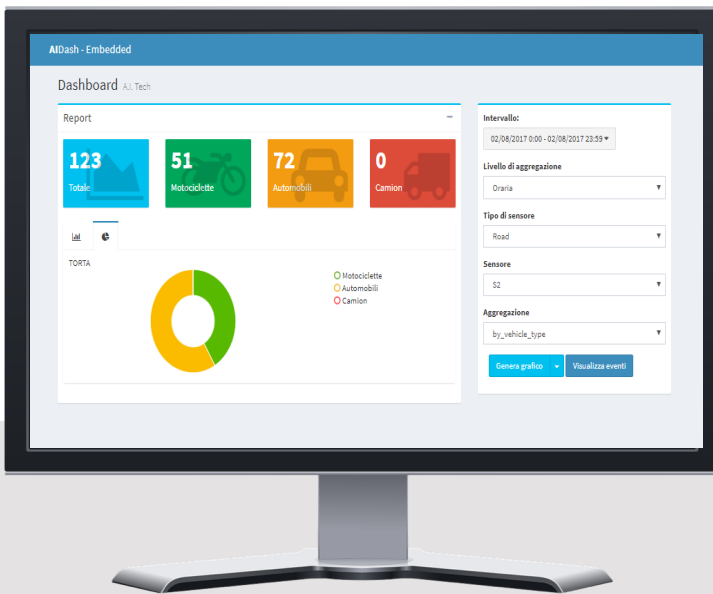 AIDash - Embedded
Dashboard A.I. Tech
Report
123
Totale
51
Motociclette
72
Automobili
0
Camion
TORTA
Motociclette
Automobili
Camion
Intervallo:
02/08/2017 0:00 - 02/08/2017 23:59
Livello di aggregazione
Oraria
Tipo di sensore
Road
Sensore
S2
Aggregazione
by_vehicle_type
Genera grafico
Visualizza eventi